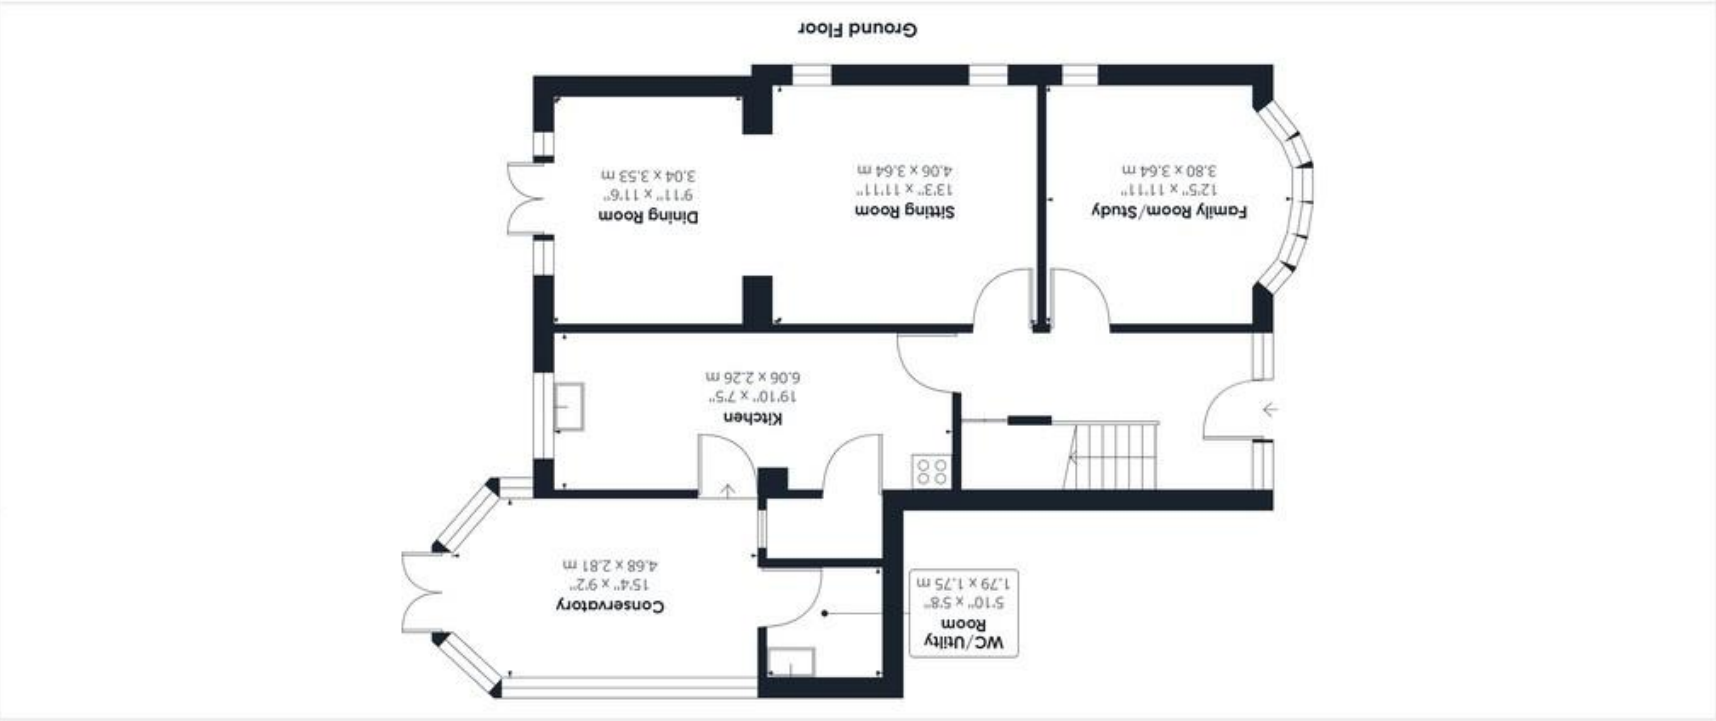 WC/Utilty
Room
5'10" x 5'8"
1.79 x 1.75 m
Conservatory
15'4" x 9'2"
4.68 x 2.81 m
Kitchen
19'10" x 7'5"
6.06 x 2.26 m
Family Room/Study
12'5" x 11'11"
3.80 x 3.64 m
Sitting Room
13'3" x 11'11"
4.06 x 3.64 m
Dining Room
9'11" x 11'6"
3.04 x 3.53 m
Ground Floor